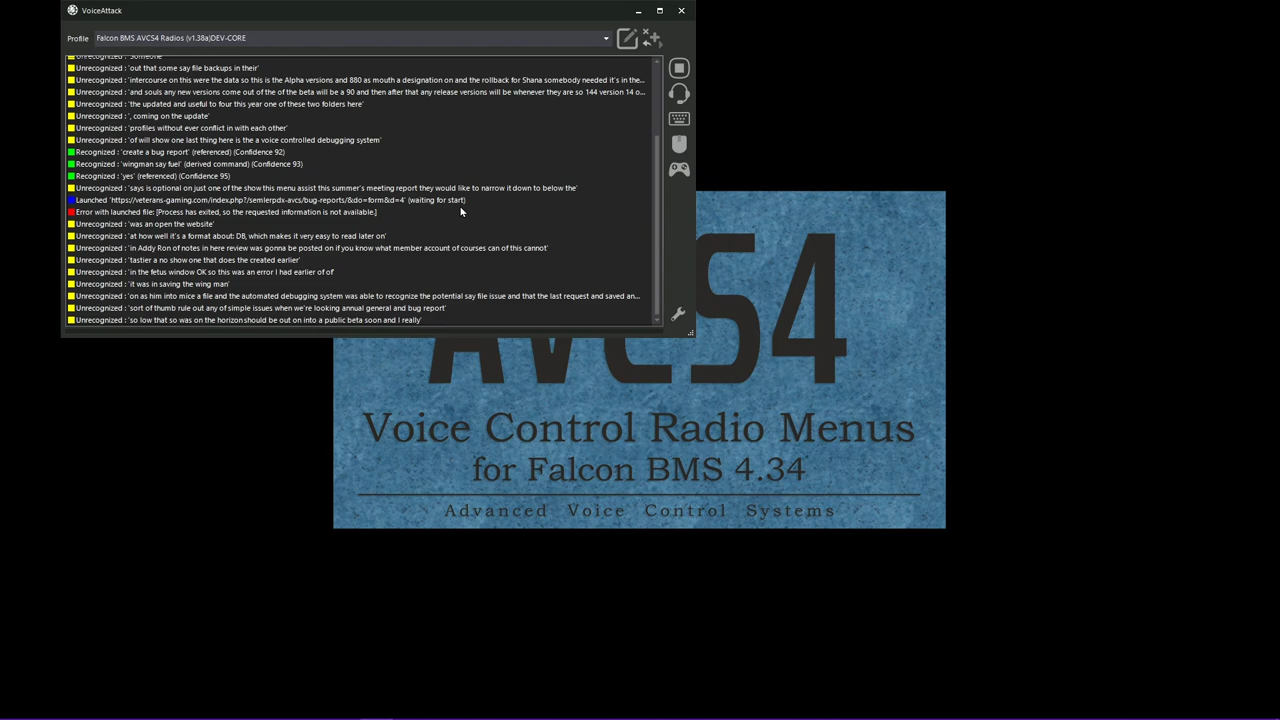 VoiceAttack
Profile Falcon BMS AVCS4 Radios (v1.38a)DEV-CORE
Unrecognized : 'someone'
Unrecognized : 'out that some say file backups in their'
Unrecognized : 'intercourse on this were the data so this is the Alpha versions and 880 as mouth a designation on and the rollback for Shana somebody needed it's in the...
Unrecognized : 'and souls any new versions come out of the of the beta will be a 90 and then after that any release versions will be whenever they are so 144 version 14 o...
Unrecognized : 'the updated and useful to four this year one of these two folders here'
Unrecognized : ', coming on the update'
Unrecognized : 'profiles without ever conflict in with each other'
Unrecognized : 'of will show one last thing here is the a voice controlled debugging system'
Recognized : 'create a bug report' (referenced) (Confidence 92)
Recognized : 'wingman say fuel' (derived command) (Confidence 93)
Recognized : 'yes' (referenced) (Confidence 95)
Unrecognized : 'says is optional on just one of the show this menu assist this summer's meeting report they would like to narrow it down to below the'
Launched 'https://veterans-gaming.com/index.php?/semlerpdx-avcs/bug-reports/&do=form&d=4' (waiting for start)
Error with launched file: [Process has exited, so the requested information is not available.]
Unrecognized : 'was an open the website'
Unrecognized : 'at how well it's a format about: DB, which makes it very easy to read later on'
Unrecognized : 'in Addy Ron of notes in here review was gonna be posted on if you know what member account of courses can of this cannot'
Unrecognized : 'tastier a no show one that does the created earlier'
Unrecognized : 'in the fetus window OK so this was an error I had earlier of of'
Unrecognized : 'it was in saving the wing man'
Unrecognized : 'on as him into mice a file and the automated debugging system was able to recognize the potential say file issue and that the last request and saved an...
Unrecognized : 'sort of thumb rule out any of simple issues when we're looking annual general and bug report'
Unrecognized : 'so low that so was on the horizon should be out on into a public beta soon and I really'
AVCS4
Voice Control Radio Menus
for Falcon BMS 4.34
Advanced Voice Control Systems